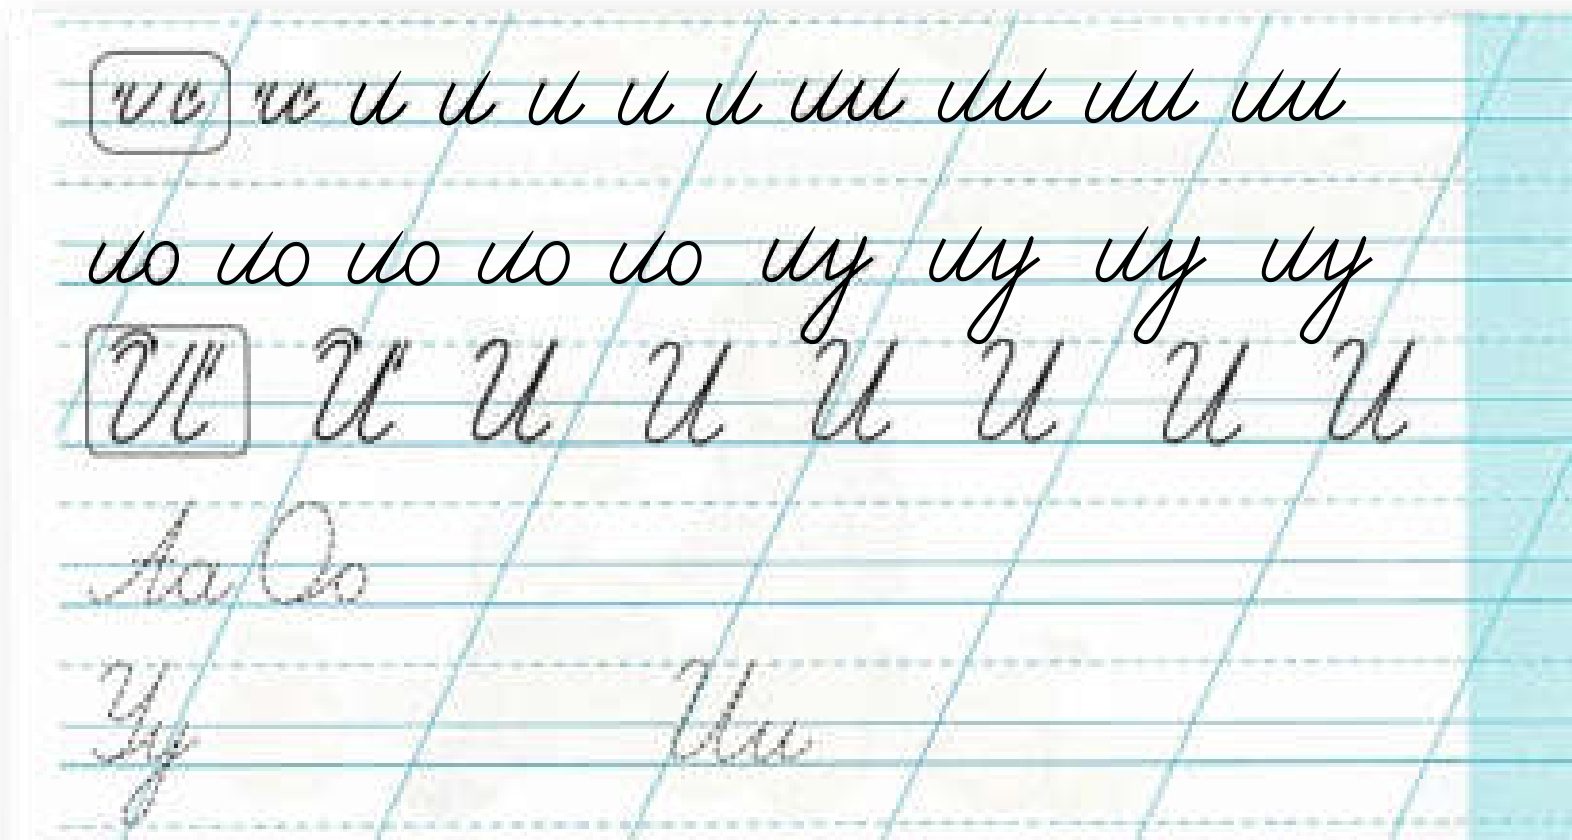 и и и и и и и ии ии ии ии
ио ио ио ио ио иу иу иу иу
И И И И И И И И
Аа Оо
Уу Ии